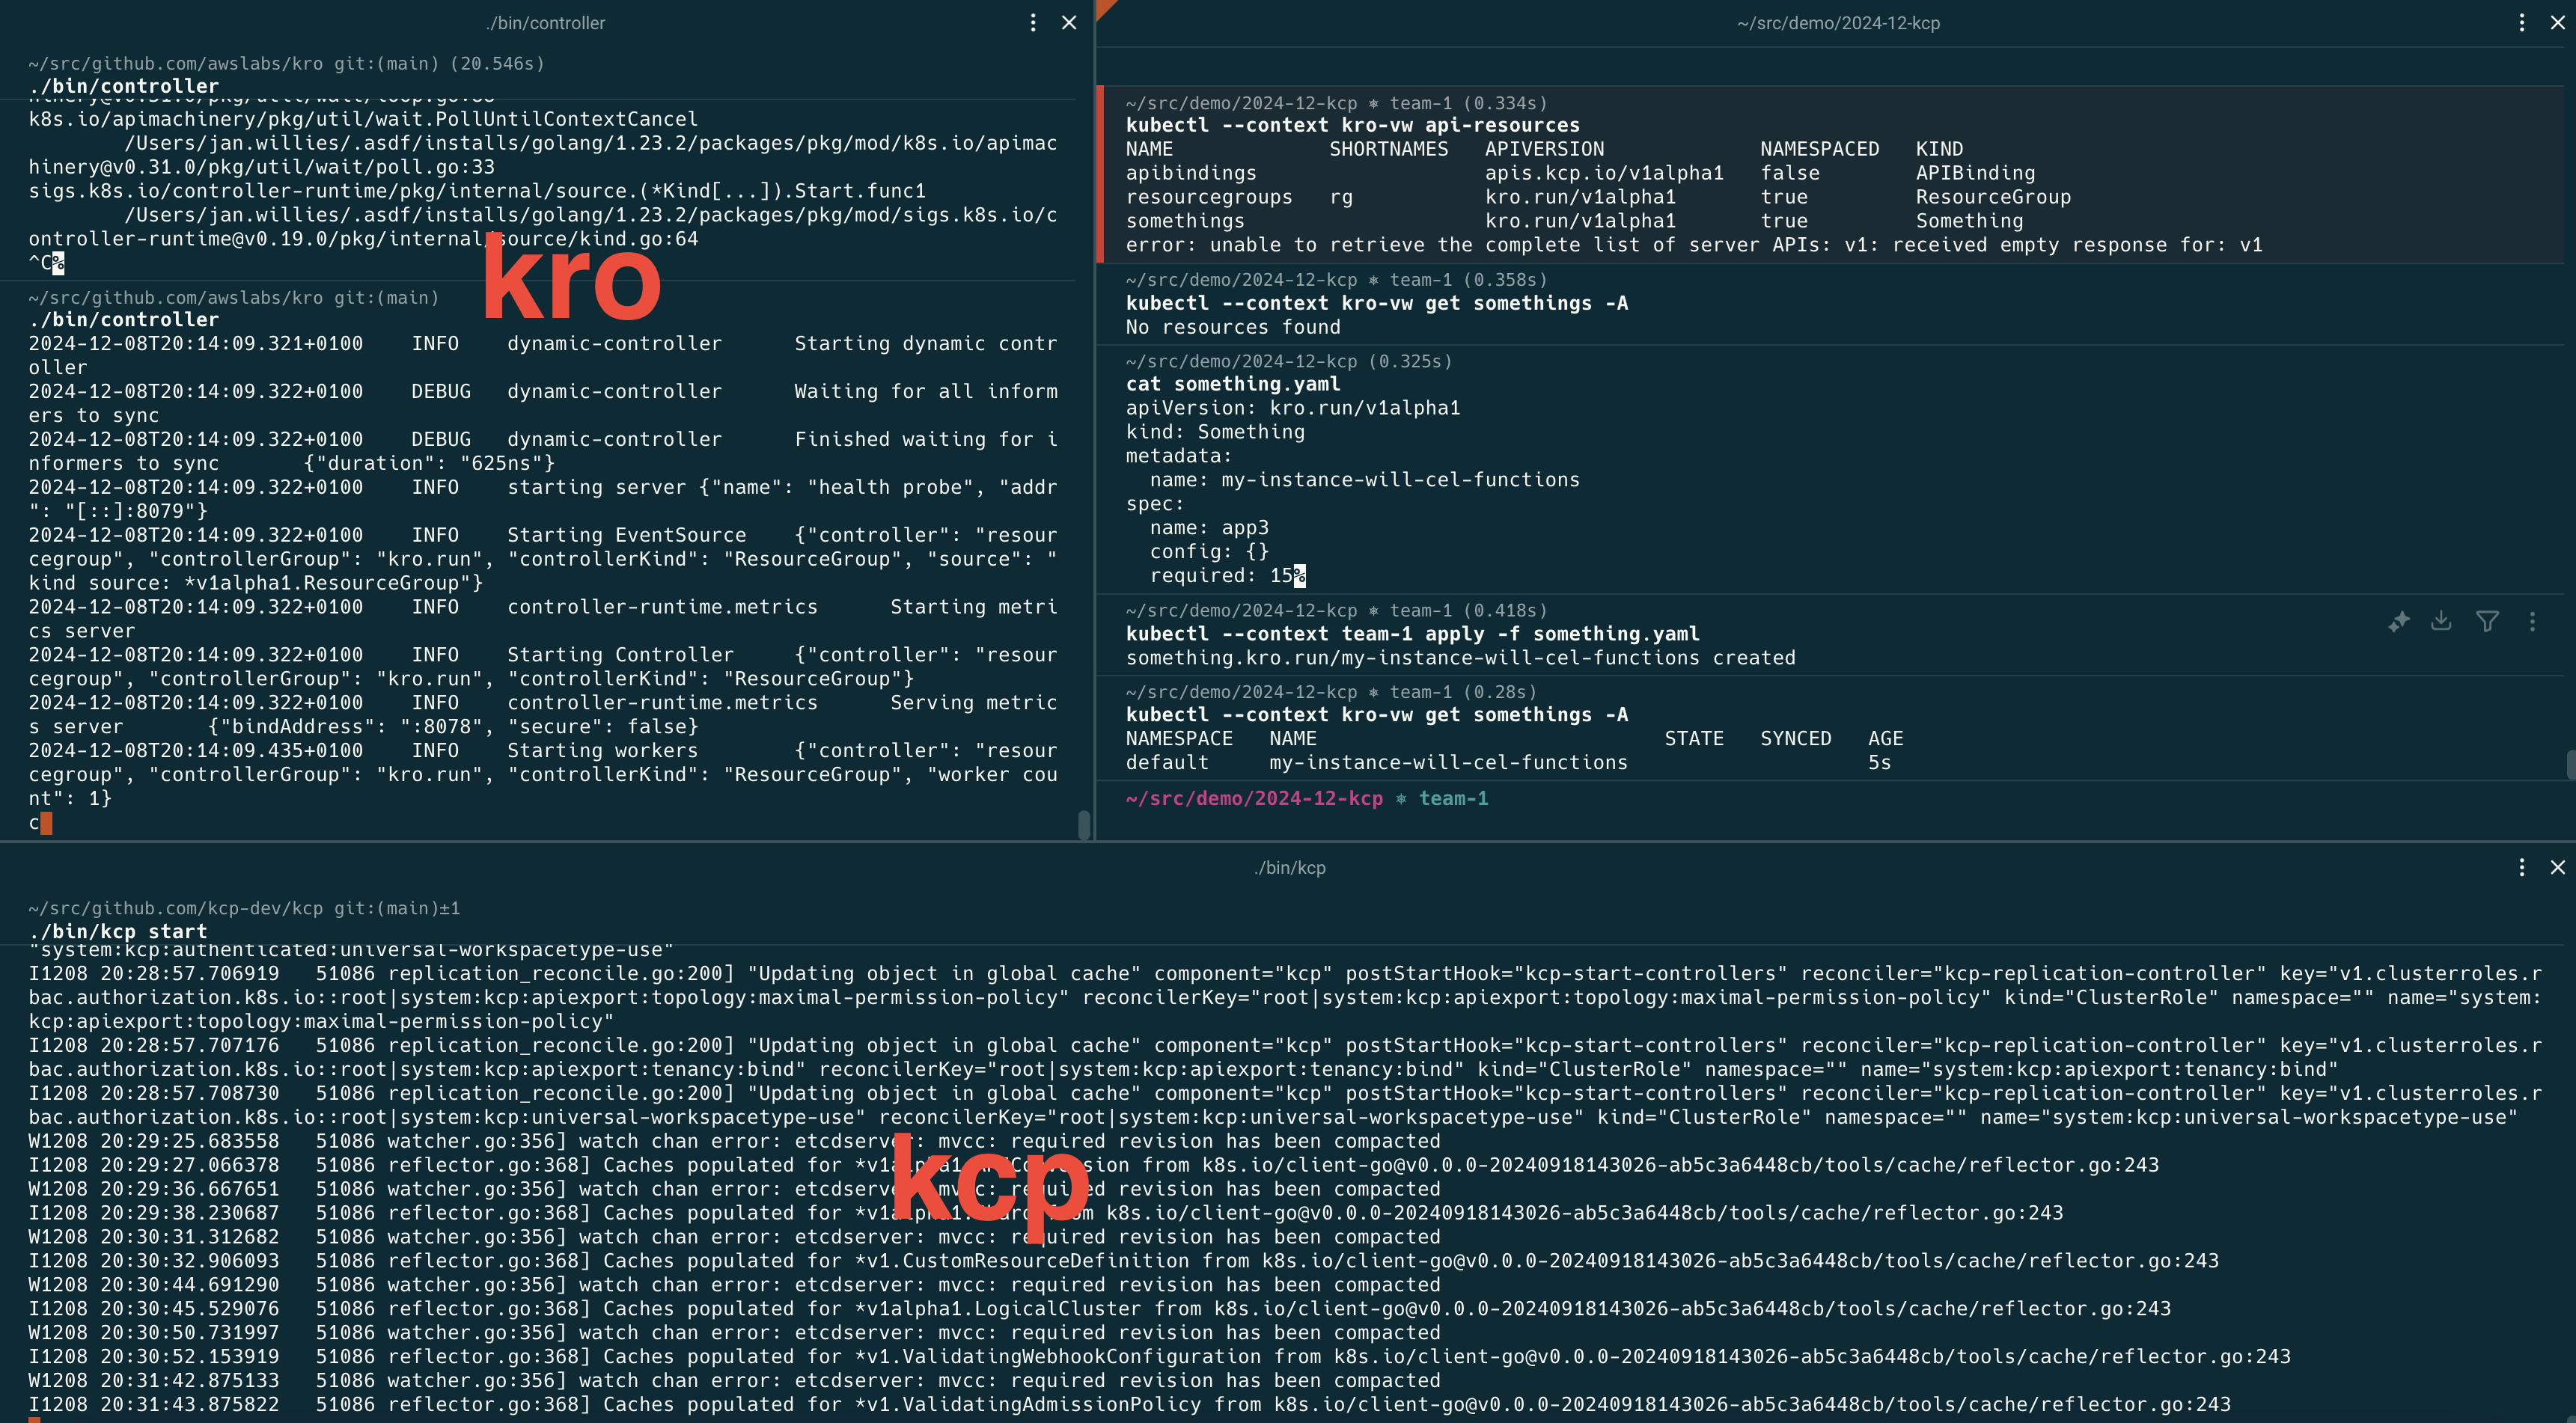 ./bin/controller
~/src/github.com/awslabs/kro git:(main) (20.546s)
./bin/controller
k8s.io/apimachinery/pkg/util/wait.PollUntilContextCancel
/Users/jan.willies/.asdf/installs/golang/1.23.2/packages/pkg/mod/k8s.io/apimac
hinery@v0.31.0/pkg/util/wait/poll.go:33
sigs.k8s.io/controller-runtime/pkg/internal/source.(*Kind[...]).Start.func1
/Users/jan.willies/.asdf/installs/golang/1.23.2/packages/pkg/mod/sigs.k8s.io/c
ontroller-runtime@v0.19.0/pkg/internal/source/kind.go:64
^C%
kro
~/src/github.com/awslabs/kro git:(main)
./bin/controller
2024-12-08T20:14:09.321+0100    INFO    dynamic-controller      Starting dynamic contr
oller
2024-12-08T20:14:09.322+0100    DEBUG   dynamic-controller      Waiting for all inform
ers to sync
2024-12-08T20:14:09.322+0100    DEBUG   dynamic-controller      Finished waiting for i
nformers to sync       {"duration": "625ns"}
2024-12-08T20:14:09.322+0100    INFO    starting server {"name": "health probe", "addr
": "[::]:8079"}
2024-12-08T20:14:09.322+0100    INFO    Starting EventSource    {"controller": "resour
cegroup", "controllerGroup": "kro.run", "controllerKind": "ResourceGroup", "source": "
kind source: *v1alpha1.ResourceGroup"}
2024-12-08T20:14:09.322+0100    INFO    controller-runtime.metrics      Starting metri
cs server
2024-12-08T20:14:09.322+0100    INFO    Starting Controller     {"controller": "resour
cegroup", "controllerGroup": "kro.run", "controllerKind": "ResourceGroup"}
2024-12-08T20:14:09.322+0100    INFO    controller-runtime.metrics      Serving metric
s server       {"bindAddress": ":8078", "secure": false}
2024-12-08T20:14:09.435+0100    INFO    Starting workers        {"controller": "resour
cegroup", "controllerGroup": "kro.run", "controllerKind": "ResourceGroup", "worker cou
nt": 1}
c
~/src/demo/2024-12-kcp
~/src/demo/2024-12-kcp ⎈ team-1 (0.334s)
kubectl --context kro-vw api-resources
NAME             SHORTNAMES   APIVERSION             NAMESPACED   KIND
apibindings                   apis.kcp.io/v1alpha1   false        APIBinding
resourcegroups   rg           kro.run/v1alpha1       true         ResourceGroup
somethings                    kro.run/v1alpha1       true         Something
error: unable to retrieve the complete list of server APIs: v1: received empty response for: v1
~/src/demo/2024-12-kcp ⎈ team-1 (0.358s)
kubectl --context kro-vw get somethings -A
No resources found
~/src/demo/2024-12-kcp (0.325s)
cat something.yaml
apiVersion: kro.run/v1alpha1
kind: Something
metadata:
  name: my-instance-will-cel-functions
spec:
  name: app3
  config: {}
  required: 15%
~/src/demo/2024-12-kcp ⎈ team-1 (0.418s)
kubectl --context team-1 apply -f something.yaml
something.kro.run/my-instance-will-cel-functions created
~/src/demo/2024-12-kcp ⎈ team-1 (0.28s)
kubectl --context kro-vw get somethings -A
NAMESPACE   NAME                             STATE   SYNCED   AGE
default     my-instance-will-cel-functions                    5s
~/src/demo/2024-12-kcp ⎈ team-1
./bin/kcp
~/src/github.com/kcp-dev/kcp git:(main)±1
./bin/kcp start
"system:kcp:authenticated:universal-workspacetype-use"
I1208 20:28:57.706919   51086 replication_reconcile.go:200] "Updating object in global cache" component="kcp" postStartHook="kcp-start-controllers" reconciler="kcp-replication-controller" key="v1.clusterroles.r
bac.authorization.k8s.io::root|system:kcp:apiexport:topology:maximal-permission-policy" reconcilerKey="root|system:kcp:apiexport:topology:maximal-permission-policy" kind="ClusterRole" namespace="" name="system:
kcp:apiexport:topology:maximal-permission-policy"
I1208 20:28:57.707176   51086 replication_reconcile.go:200] "Updating object in global cache" component="kcp" postStartHook="kcp-start-controllers" reconciler="kcp-replication-controller" key="v1.clusterroles.r
bac.authorization.k8s.io::root|system:kcp:apiexport:tenancy:bind" reconcilerKey="root|system:kcp:apiexport:tenancy:bind" kind="ClusterRole" namespace="" name="system:kcp:apiexport:tenancy:bind"
I1208 20:28:57.708730   51086 replication_reconcile.go:200] "Updating object in global cache" component="kcp" postStartHook="kcp-start-controllers" reconciler="kcp-replication-controller" key="v1.clusterroles.r
bac.authorization.k8s.io::root|system:kcp:universal-workspacetype-use" reconcilerKey="root|system:kcp:universal-workspacetype-use" kind="ClusterRole" namespace="" name="system:kcp:universal-workspacetype-use"
W1208 20:29:25.683558   51086 watcher.go:356] watch chan error: etcdserver: mvcc: required revision has been compacted
I1208 20:29:27.066378   51086 reflector.go:368] Caches populated for from k8s.io/client-go@v0.0.0-20240918143026-ab5c3a6448cb/tools/cache/reflector.go:243
W1208 20:29:36.667651   51086 watcher.go:356] watch chan error: etcdserver: mvcc: required revision has been compacted
kcp
I1208 20:29:38.230687   51086 reflector.go:368] Caches populated for from k8s.io/client-go@v0.0.0-20240918143026-ab5c3a6448cb/tools/cache/reflector.go:243
W1208 20:30:31.312682   51086 watcher.go:356] watch chan error: etcdserver: mvcc: required revision has been compacted
I1208 20:30:32.906093   51086 reflector.go:368] Caches populated for *v1.CustomResourceDefinition from k8s.io/client-go@v0.0.0-20240918143026-ab5c3a6448cb/tools/cache/reflector.go:243
W1208 20:30:44.691290   51086 watcher.go:356] watch chan error: etcdserver: mvcc: required revision has been compacted
I1208 20:30:45.529076   51086 reflector.go:368] Caches populated for *v1alpha1.LogicalCluster from k8s.io/client-go@v0.0.0-20240918143026-ab5c3a6448cb/tools/cache/reflector.go:243
W1208 20:30:50.731997   51086 watcher.go:356] watch chan error: etcdserver: mvcc: required revision has been compacted
I1208 20:30:52.153919   51086 reflector.go:368] Caches populated for *v1.ValidatingWebhookConfiguration from k8s.io/client-go@v0.0.0-20240918143026-ab5c3a6448cb/tools/cache/reflector.go:243
W1208 20:31:42.875133   51086 watcher.go:356] watch chan error: etcdserver: mvcc: required revision has been compacted
I1208 20:31:43.875822   51086 reflector.go:368] Caches populated for *v1.ValidatingAdmissionPolicy from k8s.io/client-go@v0.0.0-20240918143026-ab5c3a6448cb/tools/cache/reflector.go:243